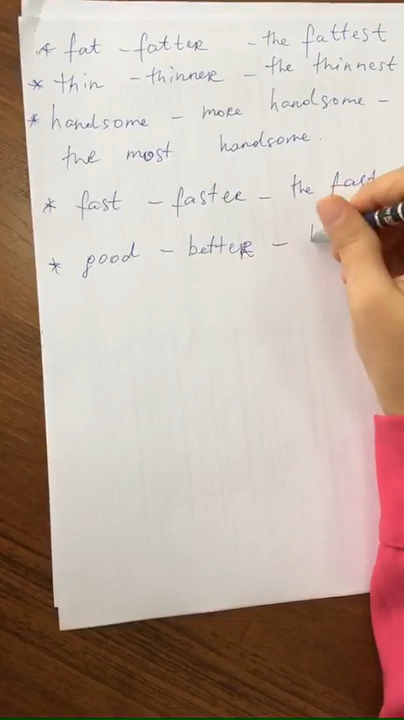 * fat - fatter - the fattest
* thin - thinner - the thinnest
* handsome - more handsome -
the most handsome.
* fast - faster - the
* good - better -